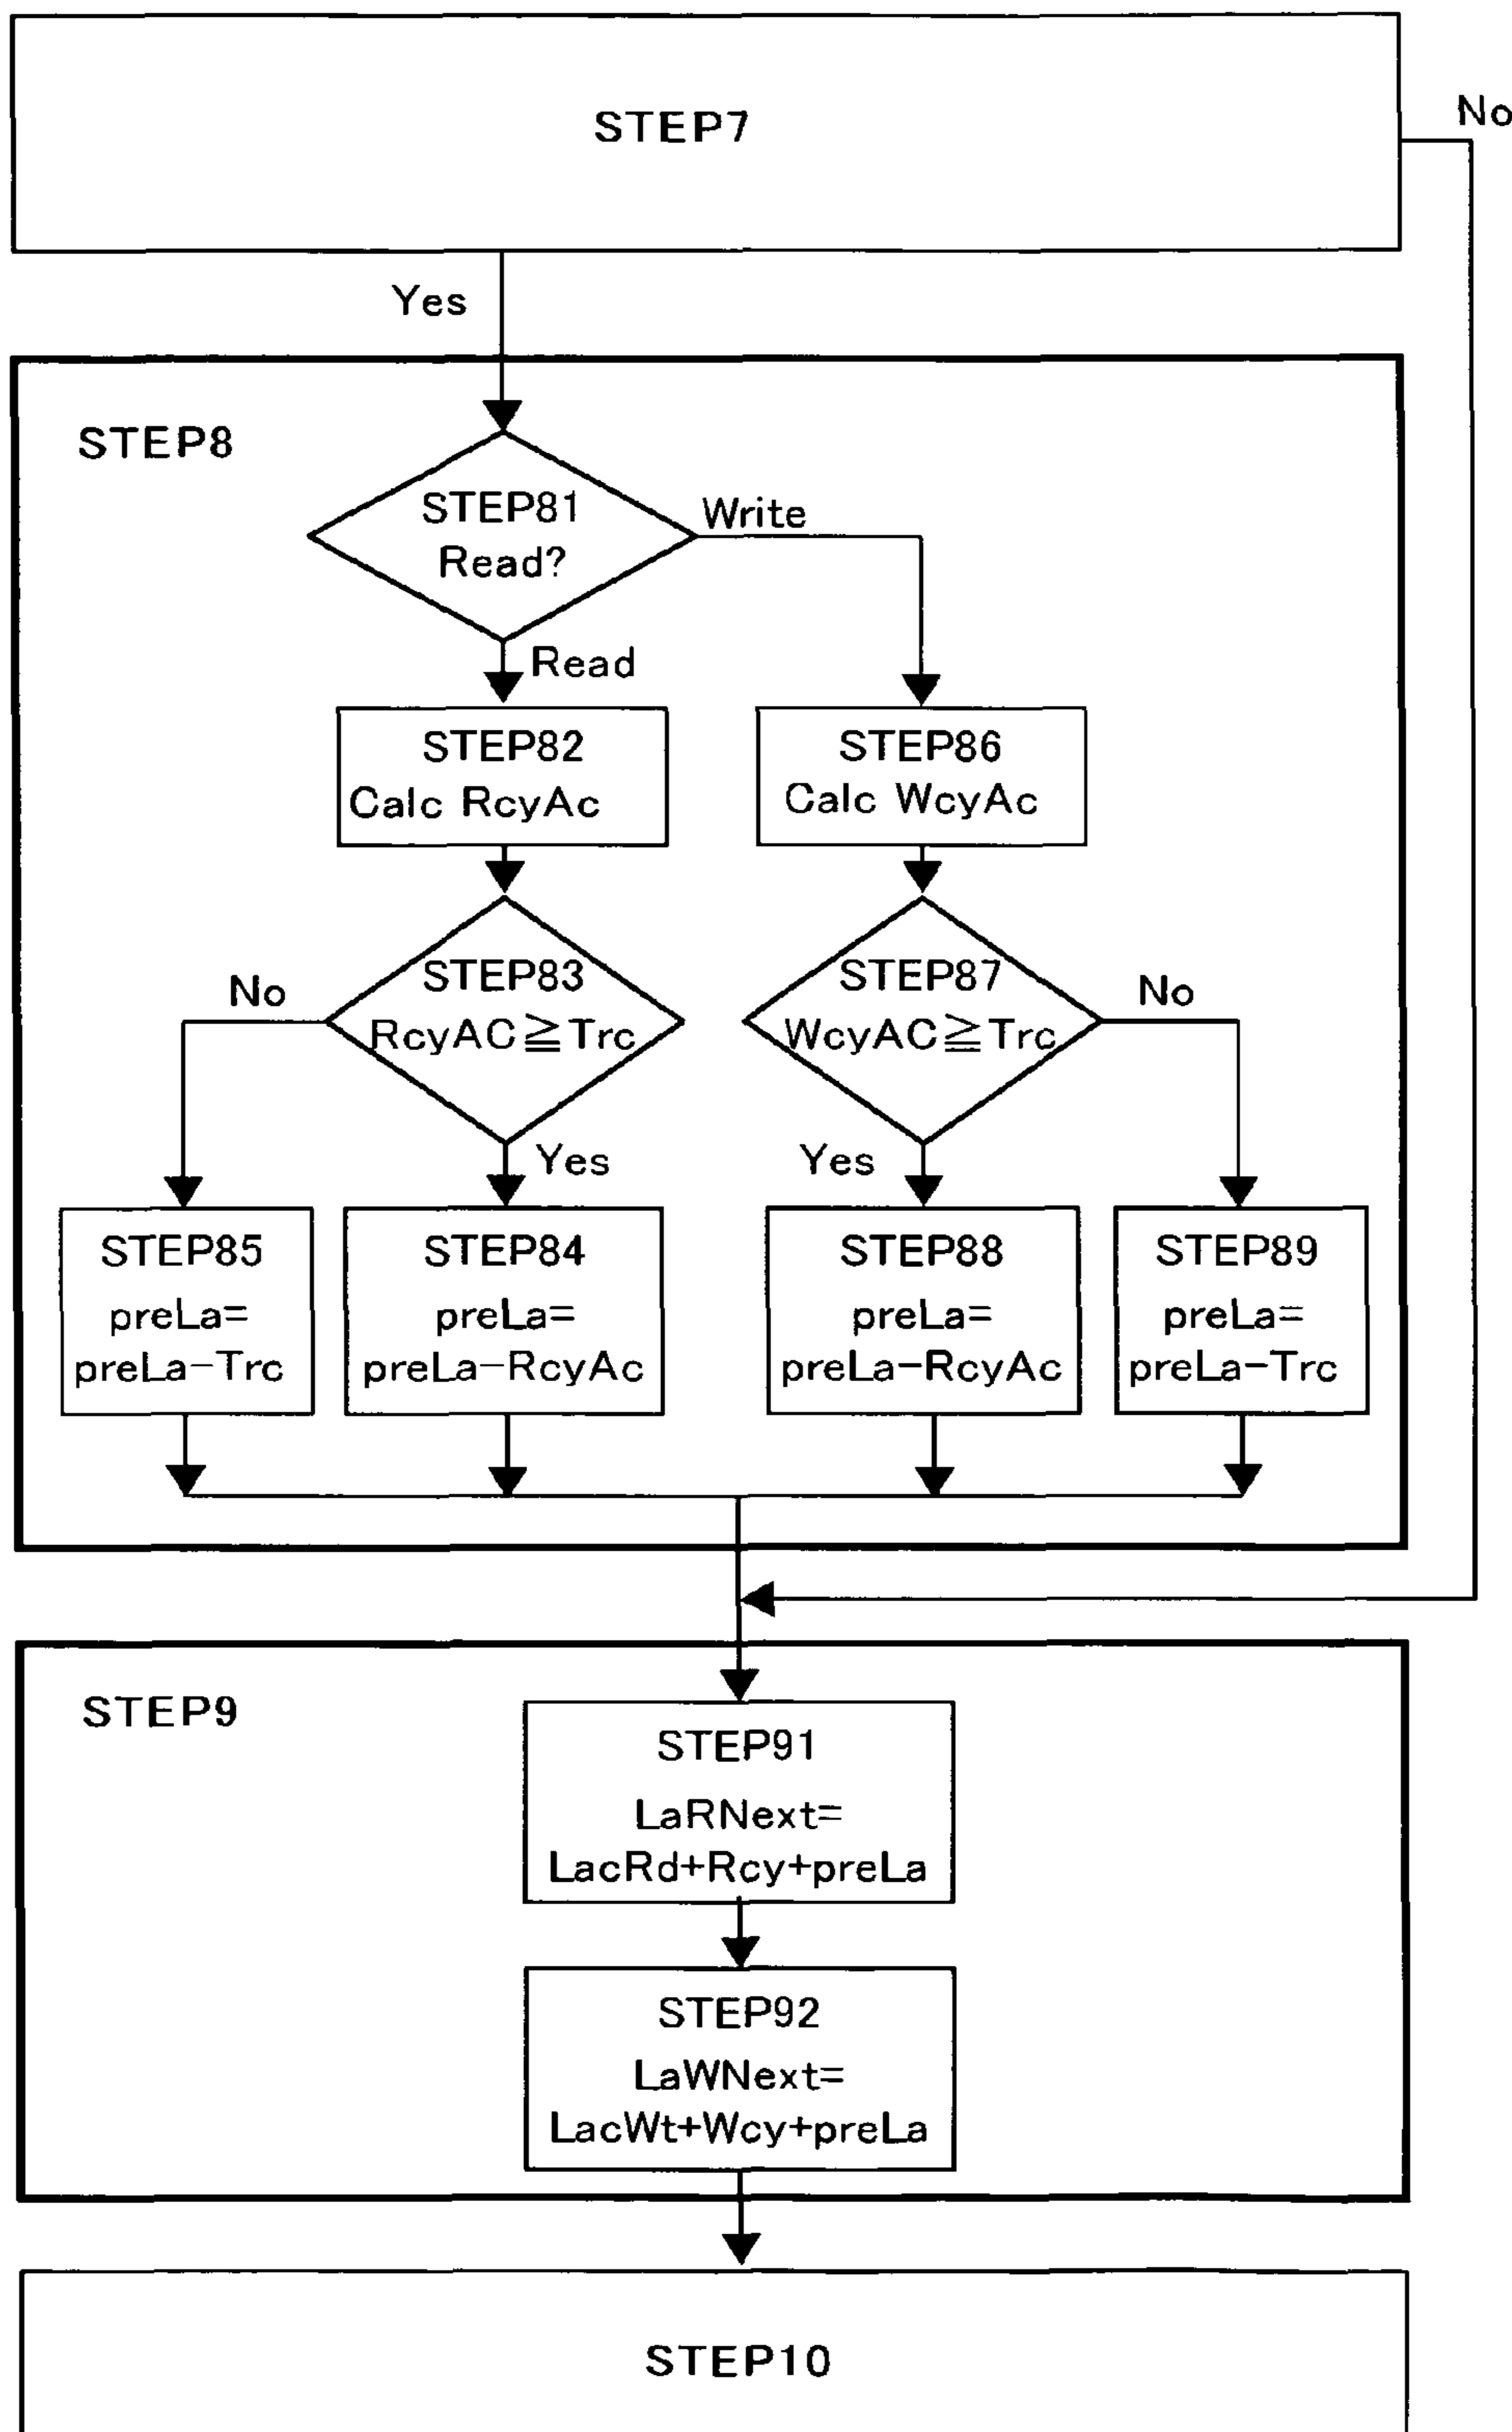 STEP7
No
Yes
STEP8
STEP81
Read?
Write
Read
STEP82
Calc RcyAc
STEP86
Calc WcyAc
STEP83
RcyAC≧Trc
No
Yes
STEP87
WcyAC≧Trc
No
Yes
STEP85
preLa=
preLa-Trc
STEP84
preLa=
preLa-RcyAc
STEP88
preLa=
preLa-RcyAc
STEP89
preLa=
preLa-Trc
STEP9
STEP91
LaRNext=
LacRd+Rcy+preLa
STEP92
LaWNext=
LacWt+Wcy+preLa
STEP10